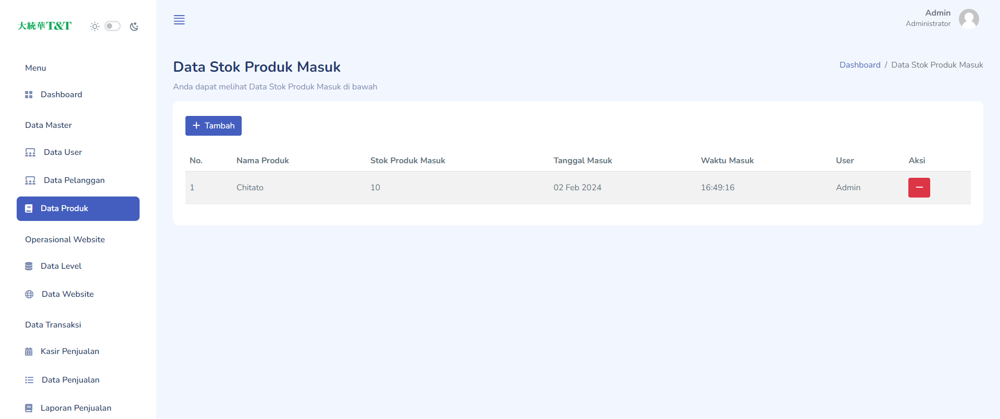 大統華T&T
Menu
Dashboard
Data Master
Data User
Data Pelanggan
Data Produk
Operasional Website
Data Level
Data Website
Data Transaksi
Kasir Penjualan
Data Penjualan
Laporan Penjualan
Admin
Administrator
Data Stok Produk Masuk
Dashboard / Data Stok Produk Masuk
Anda dapat melihat Data Stok Produk Masuk di bawah
Tambah
No. Nama Produk Stok Produk Masuk Tanggal Masuk Waktu Masuk User Aksi
1 Chitato 10 02 Feb 2024 16:49:16 Admin